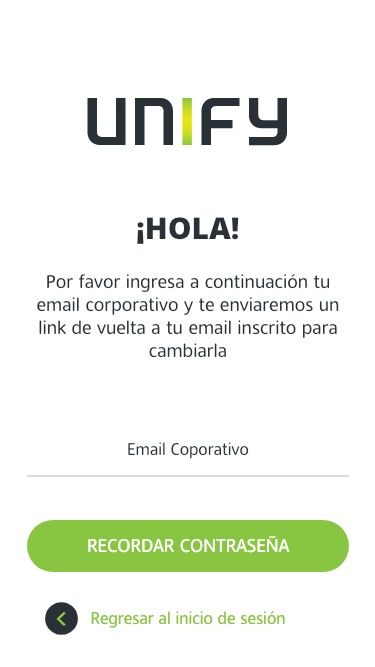 UNIFY
¡HOLA!
Por favor ingresa a continuación tu
email corporativo y te enviaremos un
link de vuelta a tu email inscrito para
cambiarla
Email Coporativo
RECORDAR CONTRASEÑA
Regresar al inicio de sesión